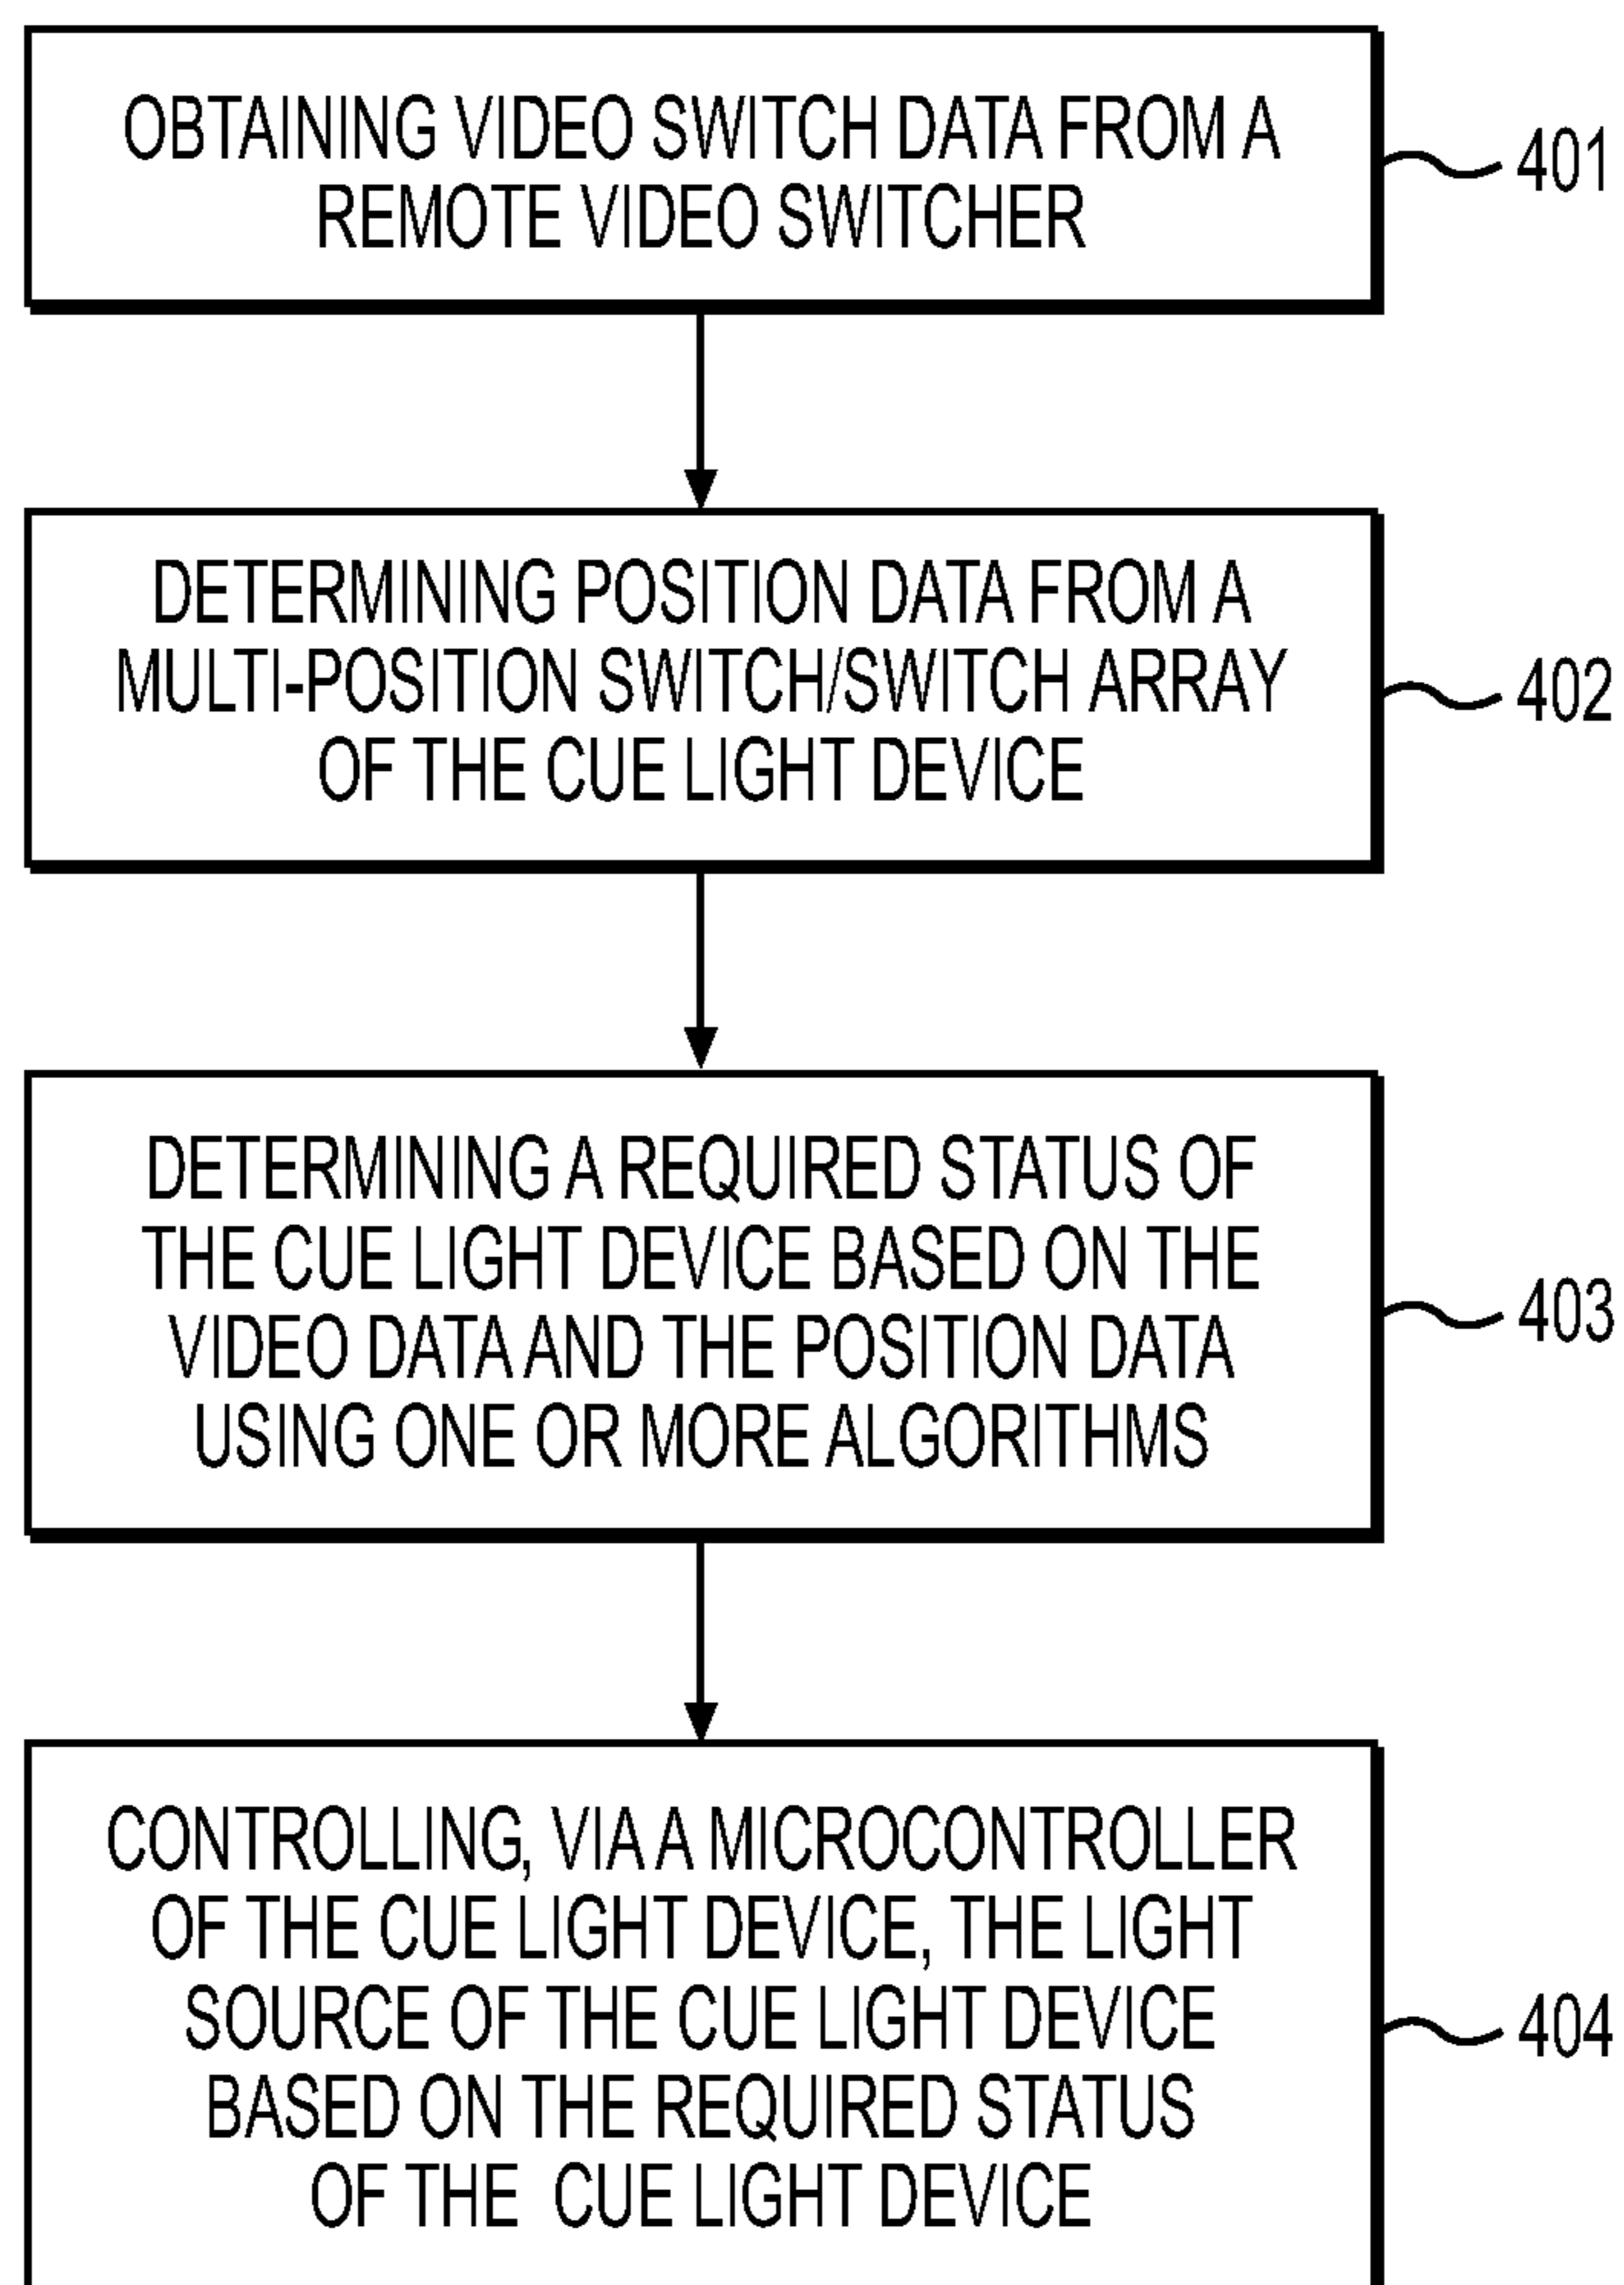 OBTAINING VIDEO SWITCH DATA FROM A
REMOTE VIDEO SWITCHER
401
DETERMINING POSITION DATA FROM A
MULTI-POSITION SWITCH/SWITCH ARRAY
OF THE CUE LIGHT DEVICE
402
DETERMINING A REQUIRED STATUS OF
THE CUE LIGHT DEVICE BASED ON THE
VIDEO DATA AND THE POSITION DATA
USING ONE OR MORE ALGORITHMS
403
CONTROLLING, VIA A MICROCONTROLLER
OF THE CUE LIGHT DEVICE, THE LIGHT
SOURCE OF THE CUE LIGHT DEVICE
BASED ON THE REQUIRED STATUS
OF THE CUE LIGHT DEVICE
404